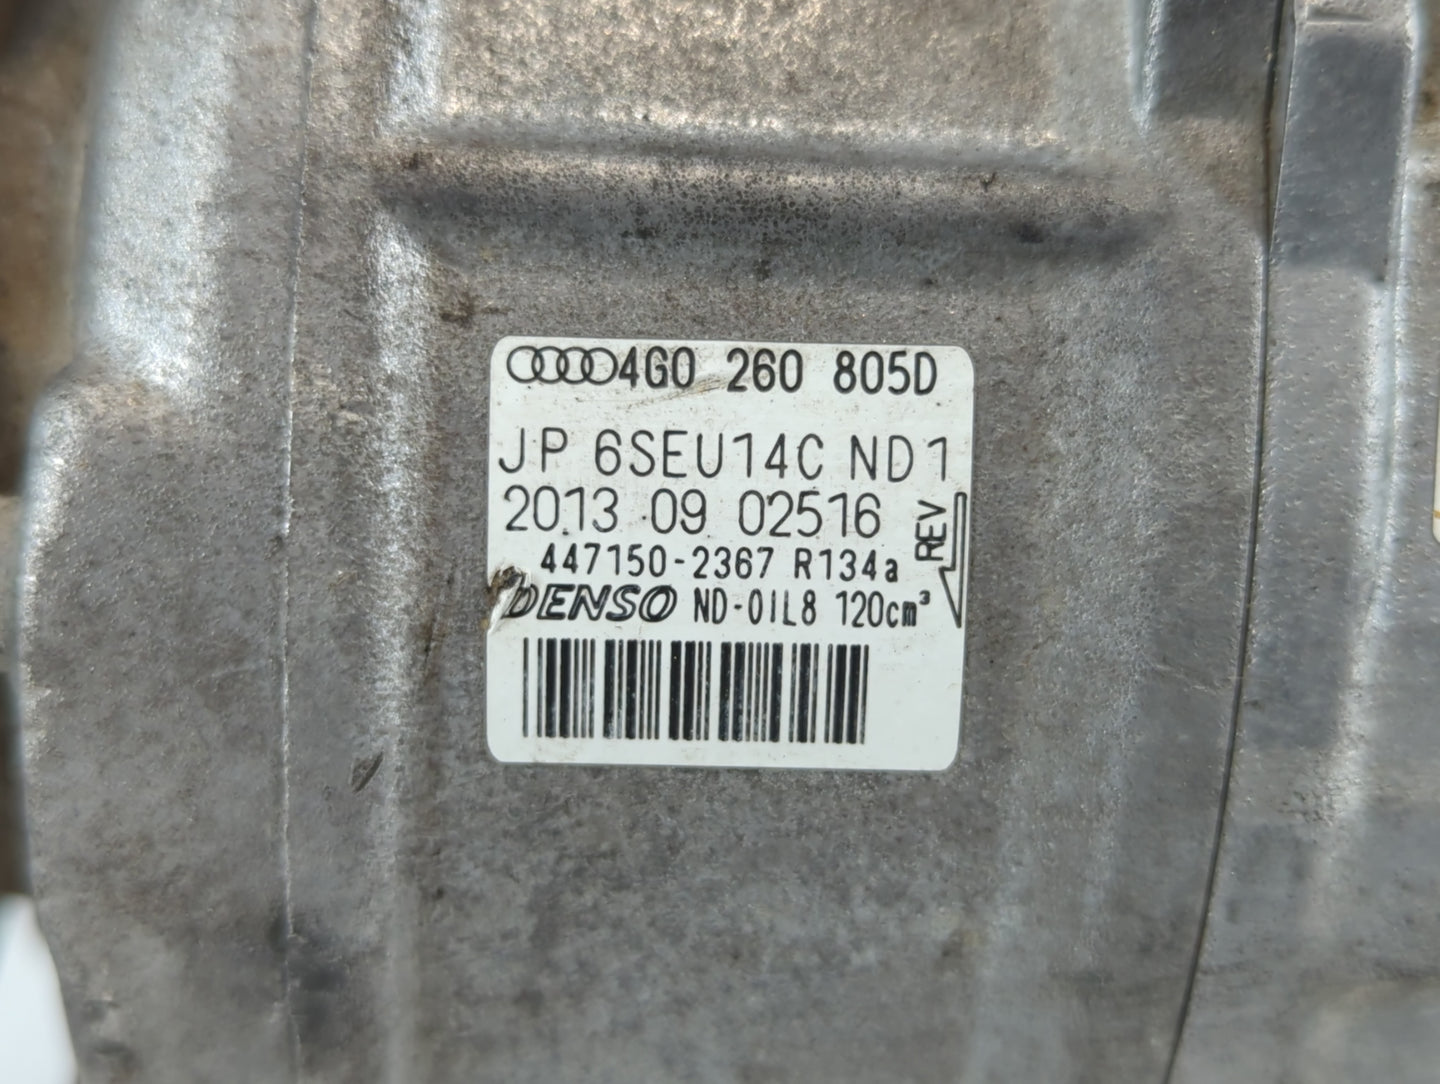 4G0 260 805D
JP 6SEU14C ND1
2013 09 02516
REV
447150-2367 R134a
DENSO ND-OIL8 120cm³